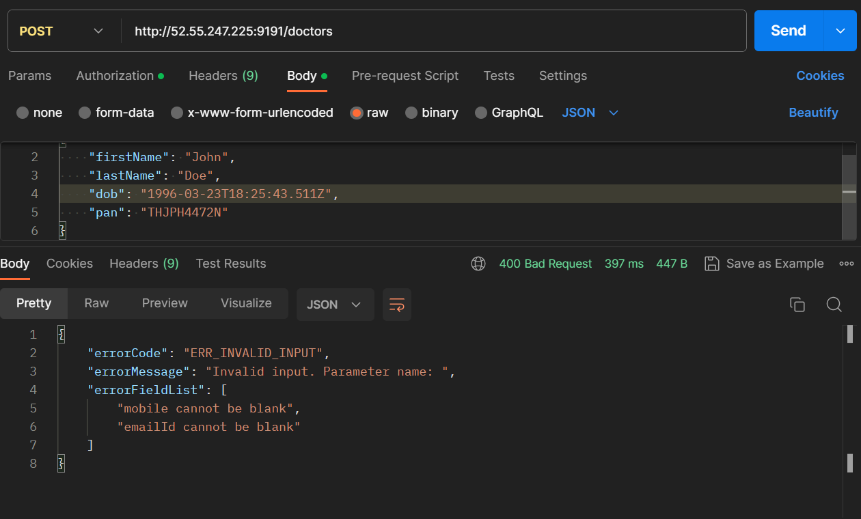 POST http://52.55.247.225:9191/doctors Send
Params Authorization Headers (9) Body Pre-request Script Tests Settings Cookies
none form-data x-www-form-urlencoded raw binary GraphQL JSON Beautify
2 "firstName": "John",
3 "lastName": "Doe",
4 "dob": "1996-03-23T18:25:43.511Z",
5 "pan": "THJPH4472N"
6 }
Body Cookies Headers (9) Test Results 400 Bad Request 397 ms 447 B Save as Example
Pretty Raw Preview Visualize JSON
1 {
2 "errorCode": "ERR_INVALID_INPUT",
3 "errorMessage": "Invalid input. Parameter name: ",
4 "errorFieldList": [
5 "mobile cannot be blank",
6 "emailId cannot be blank"
7 ]
8 }